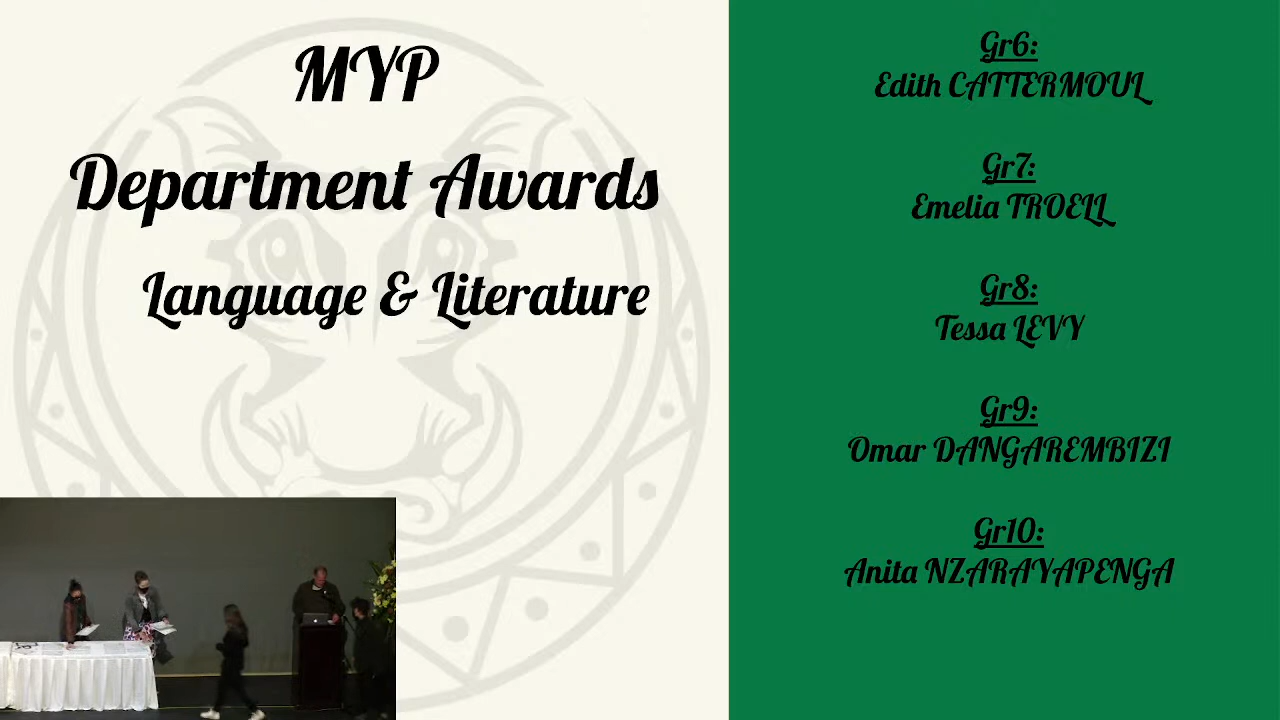 MYP
Department Awards
Language & Literature
Gr6:
Edith CATTERMOUL
Gr7:
Emelia TROELL
Gr8:
Tessa LEVY
Gr9:
Omar DANGAREMBIZI
Gr10:
Anita NZARAYAPENGA